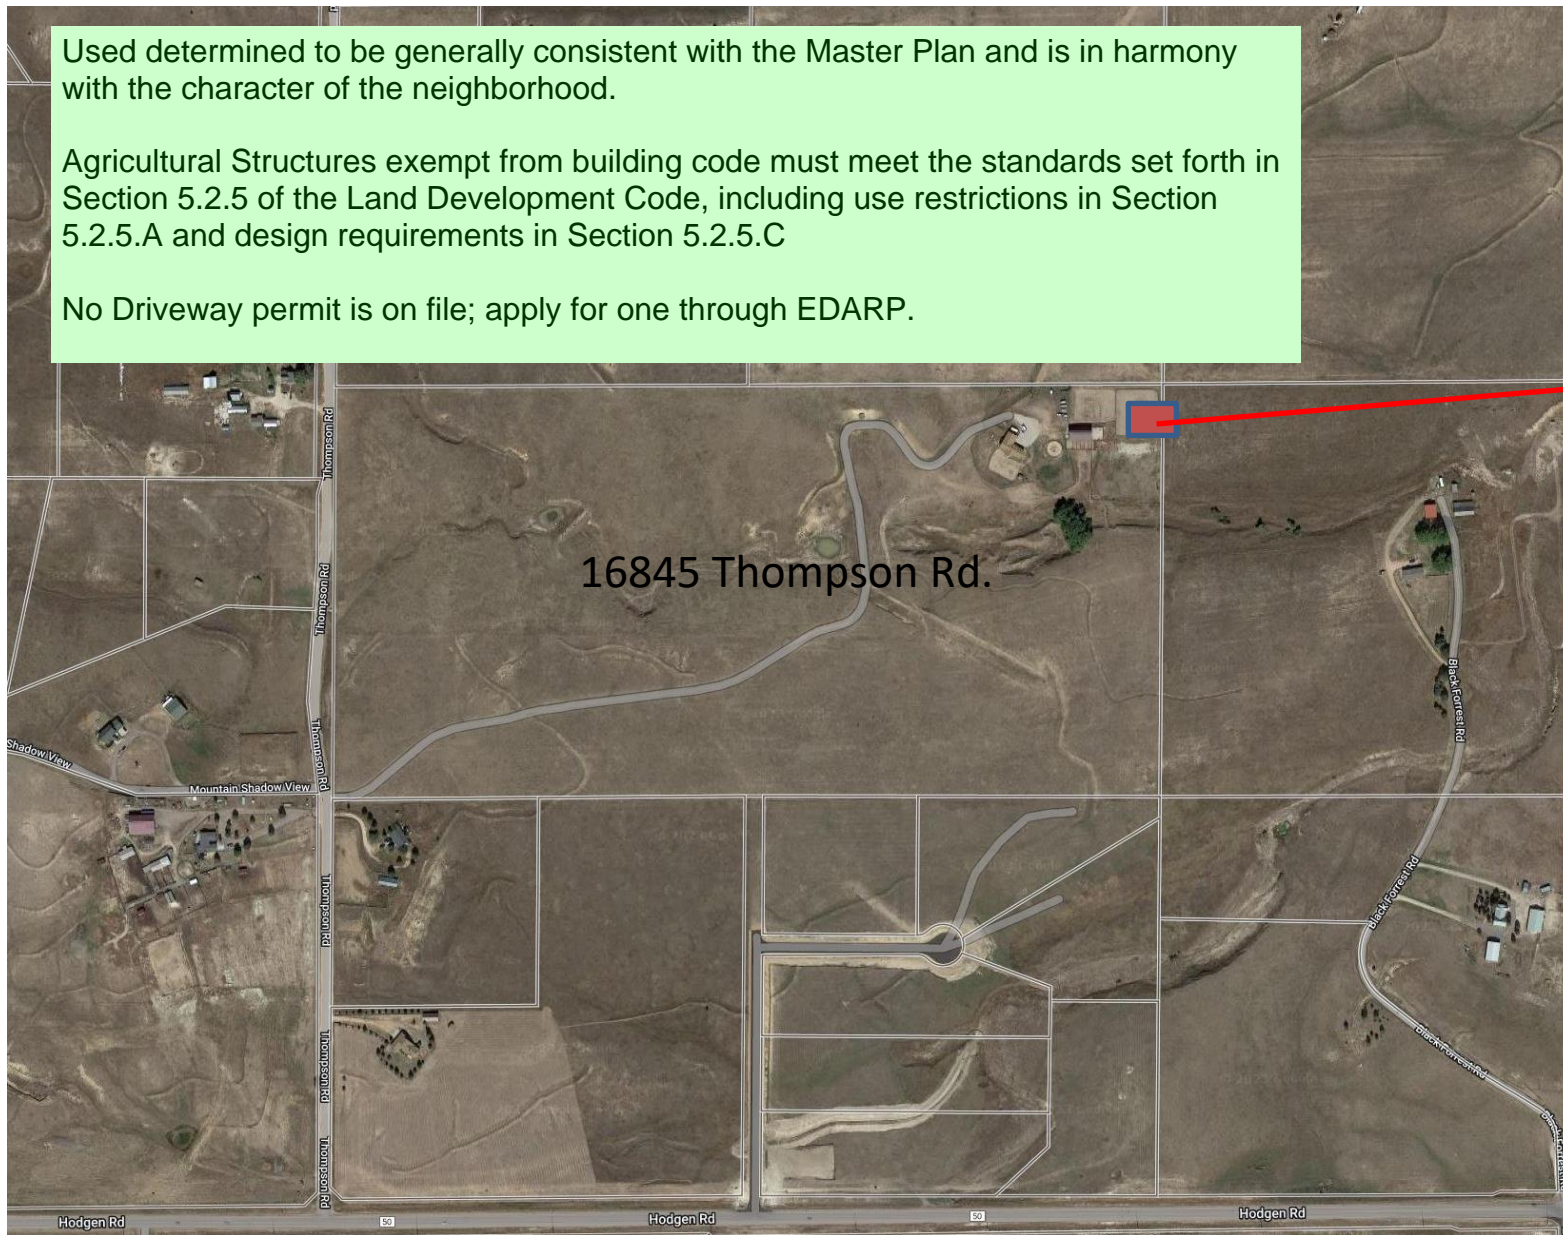 Used determined to be generally consistent with the Master Plan and is in harmony
with the character of the neighborhood.
Agricultural Structures exempt from building code must meet the standards set forth in
Section 5.2.5 of the Land Development Code, including use restrictions in Section
5.2.5.A and design requirements in Section 5.2.5.C
No Driveway permit is on file; apply for one through EDARP.
Thompson Rd
16845 Thompson Rd.
Thompson Rd
Black Forrest Rd
Shadow View
Thompson Rd
Mountain Shadow View
Thompson Rd
Black Forrest Rd
Thompson Rd
Black Forrest Rd
Thompson Rd
Hodgen Rd
50
Hodgen Rd
50
Hodgen Rd